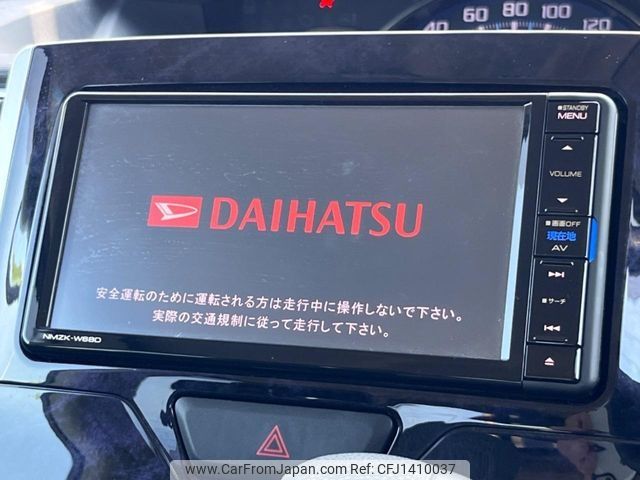 40 60 80 100 120
STANDBY
MENU
VOLUME
画面OFF
現在地
AV
サーチ
DAIHATSU
安全運転のために運転される方は走行中に操作しないで下さい。
実際の交通規制に従って走行して下さい。
NMZK-W68D
www.CarFromJapan.com - Ref: CFJ1410037